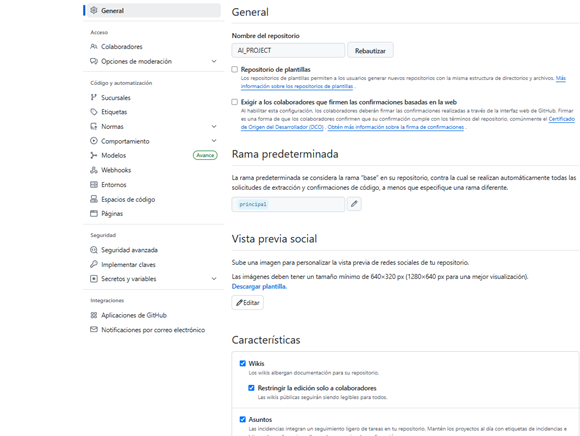 General
Acceso
Colaboradores
Opciones de moderación
Código y automatización
Sucursales
Etiquetas
Normas
Comportamiento
Modelos
Avance
Webhooks
Entornos
Espacios de código
Páginas
Seguridad
Seguridad avanzada
Implementar claves
Secretos y variables
Integraciones
Aplicaciones de GitHub
Notificaciones por correo electrónico
General
Nombre del repositorio
AI_PROJECT
Rebautizar
Repositorio de plantillas
Los repositorios de plantillas permiten a los usuarios generar nuevos repositorios con la misma estructura de directorios y archivos. Más
información sobre los repositorios de plantillas .
Exigir a los colaboradores que firmen las confirmaciones basadas en la web
Al habilitar esta configuración, los colaboradores deberán firmar las confirmaciones realizadas a través de la interfaz web de GitHub. Firmar
es una forma de que los colaboradores confirmen que su confirmación cumple con los términos del repositorio, comúnmente el Certificado
de Origen del Desarrollador (DCO) . Obtén más información sobre la firma de confirmaciones .
Rama predeterminada
La rama predeterminada se considera la rama "base" en su repositorio, contra la cual se realizan automáticamente todas las
solicitudes de extracción y confirmaciones de código, a menos que especifique una rama diferente.
principal
Vista previa social
Sube una imagen para personalizar la vista previa de redes sociales de tu repositorio.
Las imágenes deben tener un tamaño mínimo de 640×320 px (1280×640 px para una mejor visualización).
Descargar plantilla.
Editar
Características
Wikis
Los wikis albergan documentación para su repositorio.
Restringir la edición solo a colaboradores
Las wikis públicas seguirán siendo legibles para todos.
Asuntos
Las incidencias integran un seguimiento ligero de tareas en tu repositorio. Mantén los proyectos al día con etiquetas de incidencias e